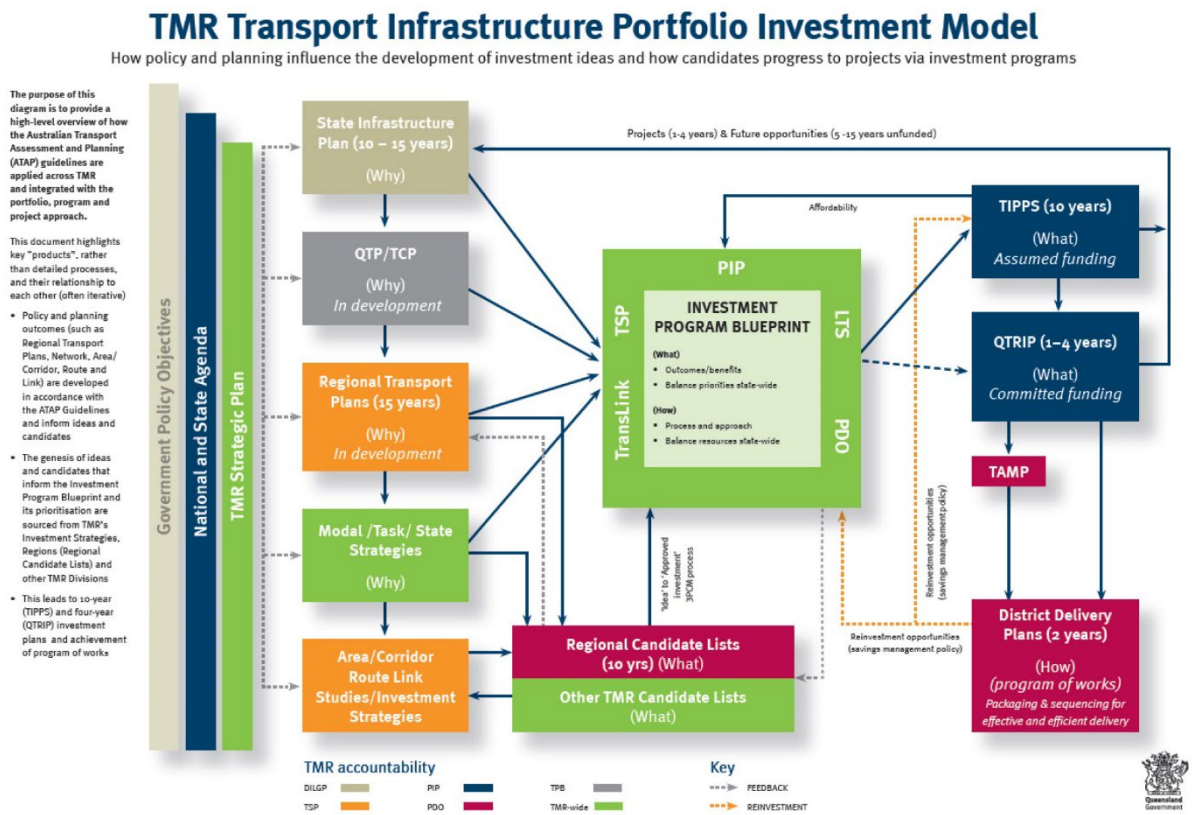 TMR Transport Infrastructure Portfolio Investment Model
How policy and planning influence the development of investment ideas and how candidates progress to projects via investment programs
The purpose of this
diagram is to provide a
high-level overview of how
the Australian Transport
Assessment and Planning
(ATAP) guidelines are
applied across TMR
and integrated with the
portfolio, program and
project approach.
This document highlights
key "products", rather
than detailed processes,
and their relationship to
each other (often iterative)
• Policy and planning
outcomes (such as
Regional Transport
Plans, Network, Area/
Corridor, Route and
Link) are developed
in accordance with
the ATAP Guidelines
and inform ideas and
candidates
• The genesis of ideas
and candidates that
inform the Investment
Program Blueprint and
its prioritisation are
sourced from TMR's
Investment Strategies,
Regions (Regional
Candidate Lists) and
other TMR Divisions
• This leads to 10-year
(TIPPS) and four-year
(QTRIP) investment
plans and achievement
of program of works
Government Policy Objectives
National and State Agenda
TMR Strategic Plan
State Infrastructure
Plan (10 – 15 years)
(Why)
QTP/TCP
(Why)
In development
Regional Transport
Plans (15 years)
(Why)
In development
Modal /Task/ State
Strategies
(Why)
Area/Corridor
Route Link
Studies/Investment
Strategies
Projects (1-4 years) & Future opportunities (5 -15 years unfunded)
Affordability
PIP
TSP
TransLink
LTS
PDO
INVESTMENT
PROGRAM BLUEPRINT
(What)
▪ Outcomes/benefits
▪ Balance priorities state-wide
(How)
▪ Process and approach
▪ Balance resources state-wide
'Idea' to 'Approved
investment'
3PCM process
Regional Candidate Lists
(10 yrs) (What)
Other TMR Candidate Lists
(What)
TIPPS (10 years)
(What)
Assumed funding
QTRIP (1–4 years)
(What)
Committed funding
TAMP
Reinvestment opportunities
(savings management policy)
Reinvestment opportunities
(savings management policy)
District Delivery
Plans (2 years)
(How)
(program of works)
Packaging & sequencing for
effective and efficient delivery
TMR accountability
DILGP
PIP
TPB
TSP
PDO
TMR-wide
Key
FEEDBACK
REINVESTMENT
Queensland
Government